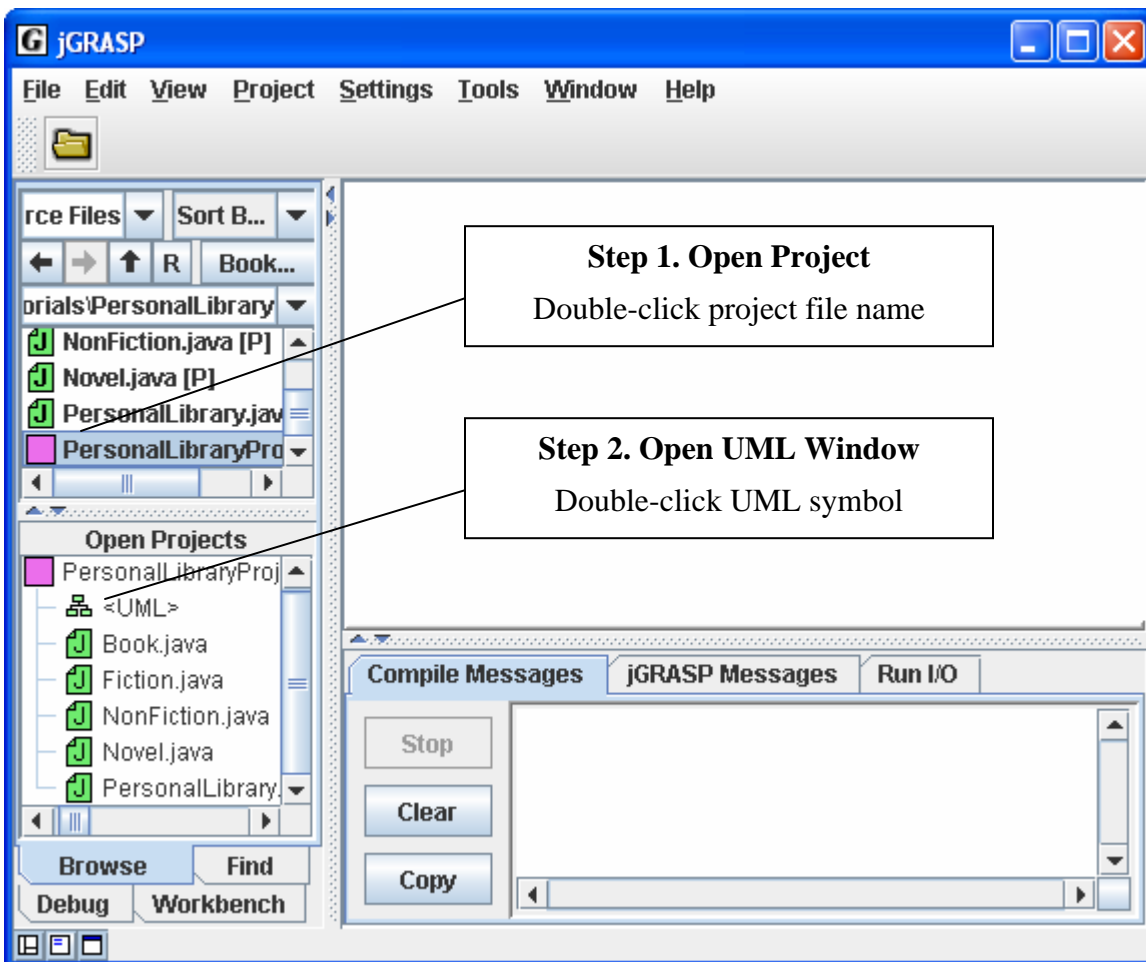 G jGRASP
File Edit View Project Settings Tools Window Help
rce Files Sort B...
R Book...
orials\PersonalLibrary
J NonFiction.java [P]
J Novel.java [P]
J PersonalLibrary.jav
PersonalLibraryPro
Step 1. Open Project
Double-click project file name
Step 2. Open UML Window
Double-click UML symbol
Open Projects
PersonalLibraryProj
<UML>
J Book.java
J Fiction.java
J NonFiction.java
J Novel.java
J PersonalLibrary.
Browse Find
Debug Workbench
Compile Messages jGRASP Messages Run I/O
Stop
Clear
Copy